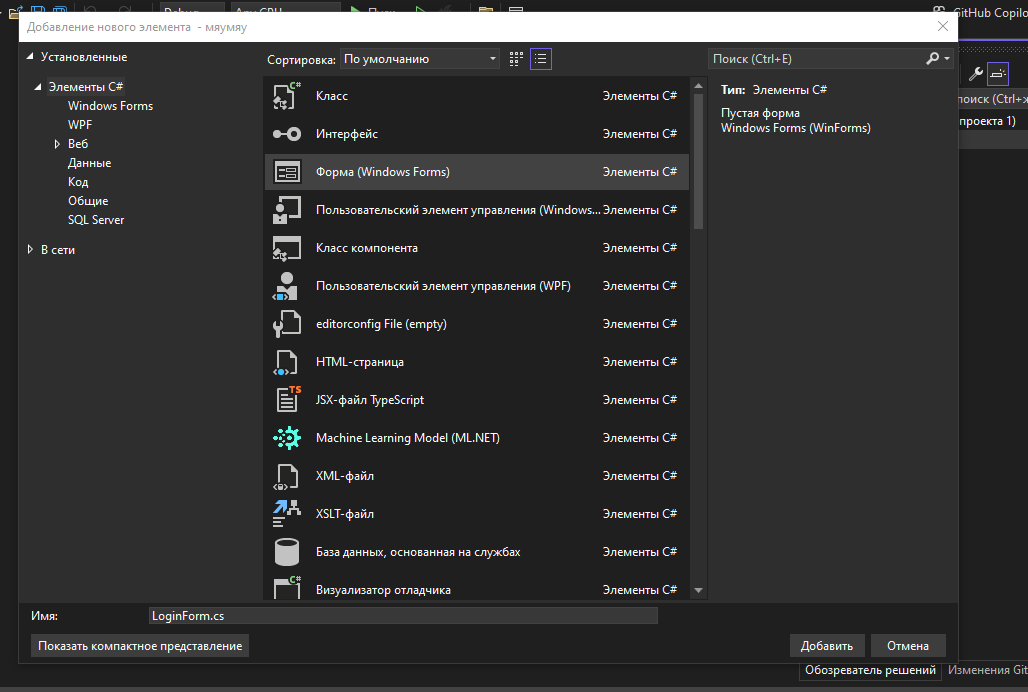 GitHub Copilo
Добавление нового элемента - мяумяу
Установленные
Сортировка: По умолчанию
Поиск (Ctrl+E)
Элементы C#
Windows Forms
WPF
Веб
Данные
Код
Общие
SQL Server
В сети
C#
Класс Элементы C#
Интерфейс Элементы C#
Форма (Windows Forms) Элементы C#
Пользовательский элемент управления (Windows... Элементы C#
Класс компонента Элементы C#
Пользовательский элемент управления (WPF) Элементы C#
editorconfig File (empty) Элементы C#
HTML-страница Элементы C#
TS
JSX-файл TypeScript Элементы C#
Machine Learning Model (ML.NET) Элементы C#
XML-файл Элементы C#
XSLT-файл Элементы C#
База данных, основанная на службах Элементы C#
C#
Визуализатор отладчика Элементы C#
Тип: Элементы C#
Пустая форма
Windows Forms (WinForms)
поиск (Ctrl+ж
проекта 1)
Имя: LoginForm.cs
Показать компактное представление
Добавить
Отмена
Обозреватель решений
Изменения Git